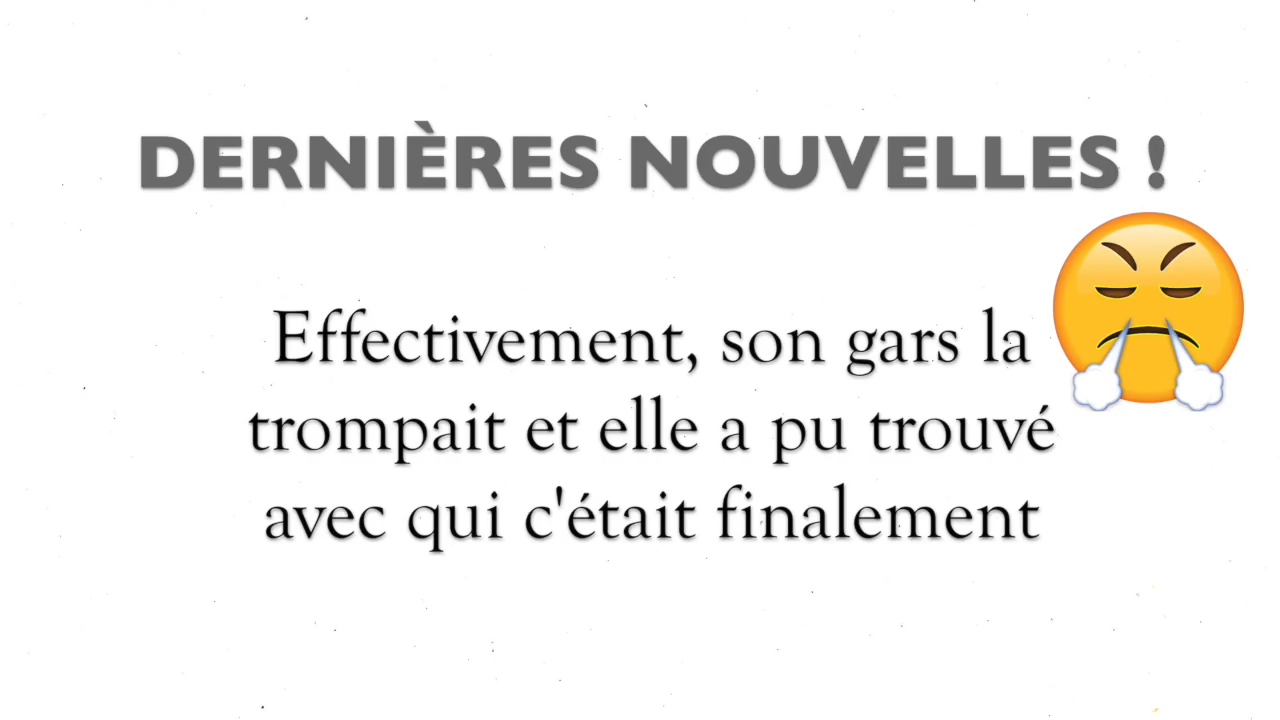 DERNIÈRES NOUVELLES !
Effectivement, son gars la
trompait et elle a pu trouvé
avec qui c'était finalement